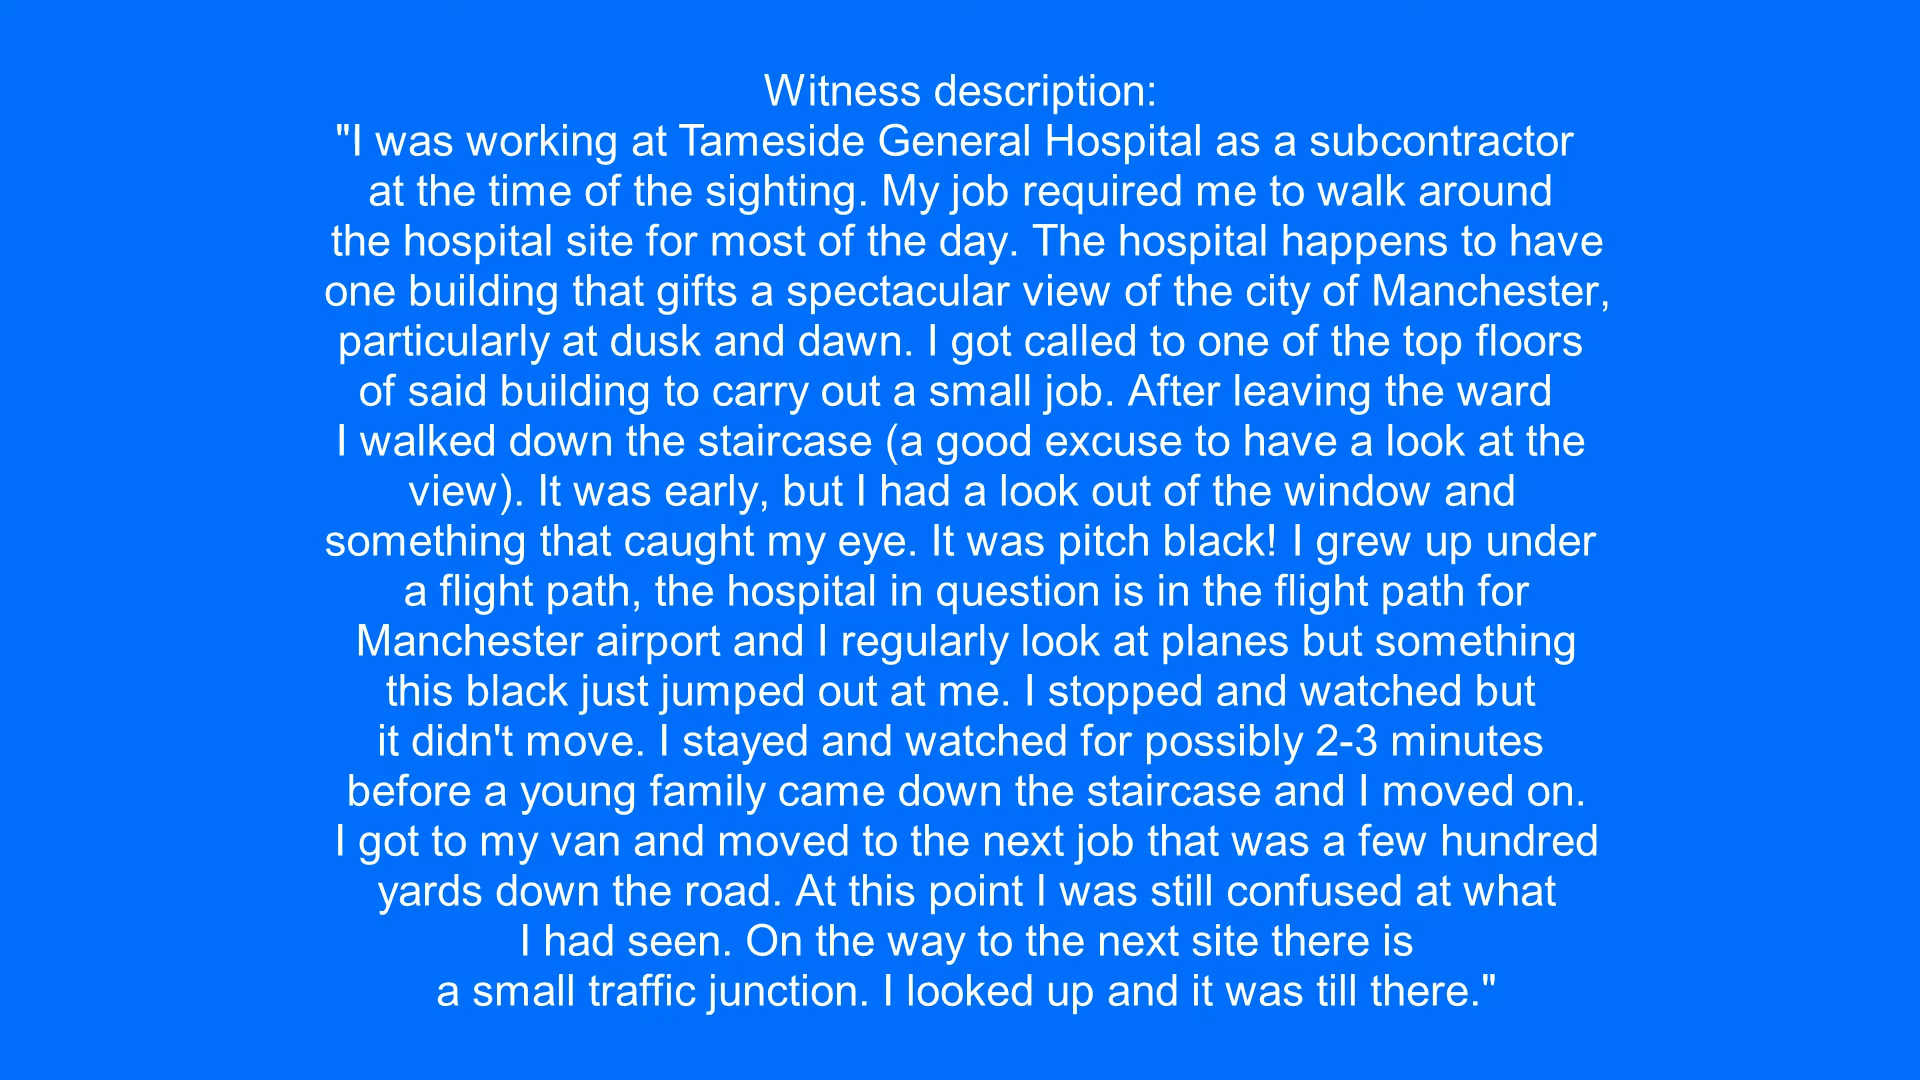 Witness description:
"I was working at Tameside General Hospital as a subcontractor
at the time of the sighting. My job required me to walk around
the hospital site for most of the day. The hospital happens to have
one building that gifts a spectacular view of the city of Manchester,
particularly at dusk and dawn. I got called to one of the top floors
of said building to carry out a small job. After leaving the ward
I walked down the staircase (a good excuse to have a look at the
view). It was early, but I had a look out of the window and
something that caught my eye. It was pitch black! I grew up under
a flight path, the hospital in question is in the flight path for
Manchester airport and I regularly look at planes but something
this black just jumped out at me. I stopped and watched but
it didn't move. I stayed and watched for possibly 2-3 minutes
before a young family came down the staircase and I moved on.
I got to my van and moved to the next job that was a few hundred
yards down the road. At this point I was still confused at what
I had seen. On the way to the next site there is
a small traffic junction. I looked up and it was till there."